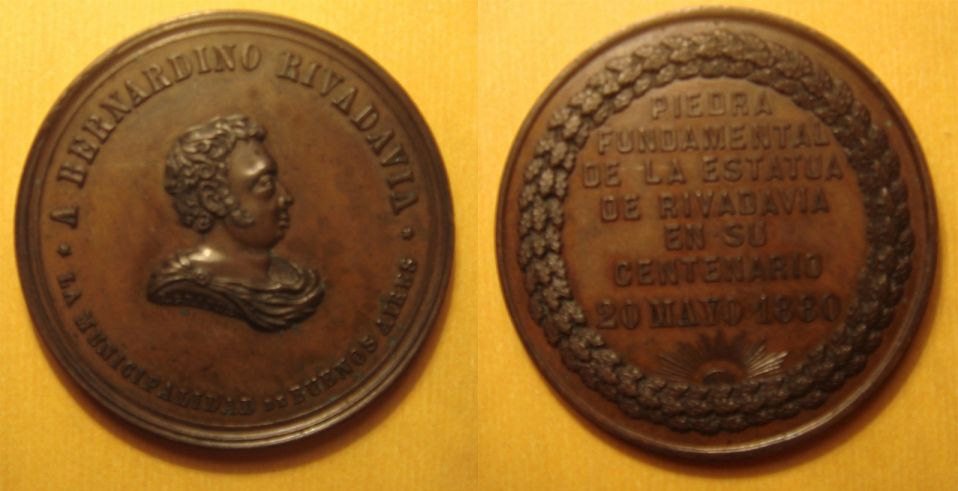 A BERNARDINO RIVADAVIA
LA MUNICIPALIDAD DE BUENOS AIRES
PIEDRA
FUNDAMENTAL
DE LA ESTATUA
DE RIVADAVIA
EN SU
CENTENARIO
20 MAYO 1880